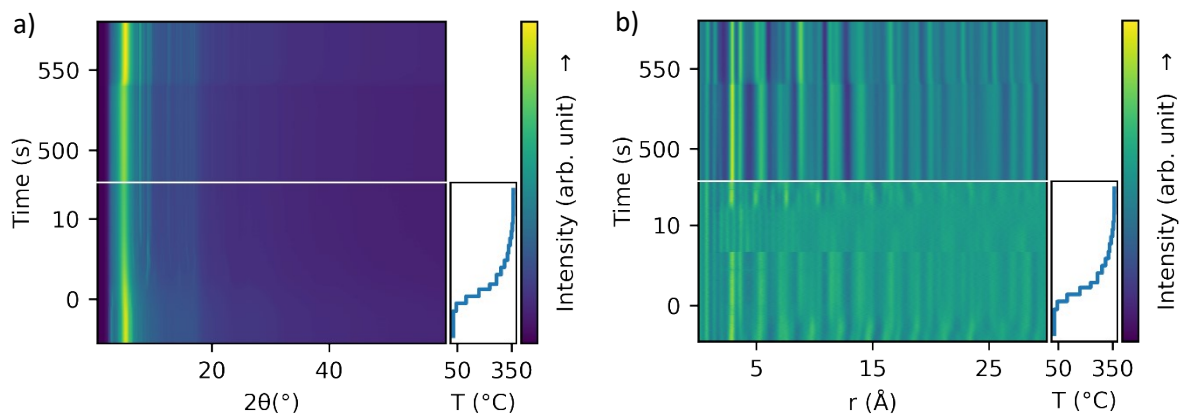 a)
Time (s)
550
500
10
0
20
40
2θ(°)
50
350
T (°C)
Intensity (arb. unit) →
b)
Time (s)
550
500
10
0
5
15
25
r (Å)
50
350
T (°C)
Intensity (arb. unit) →